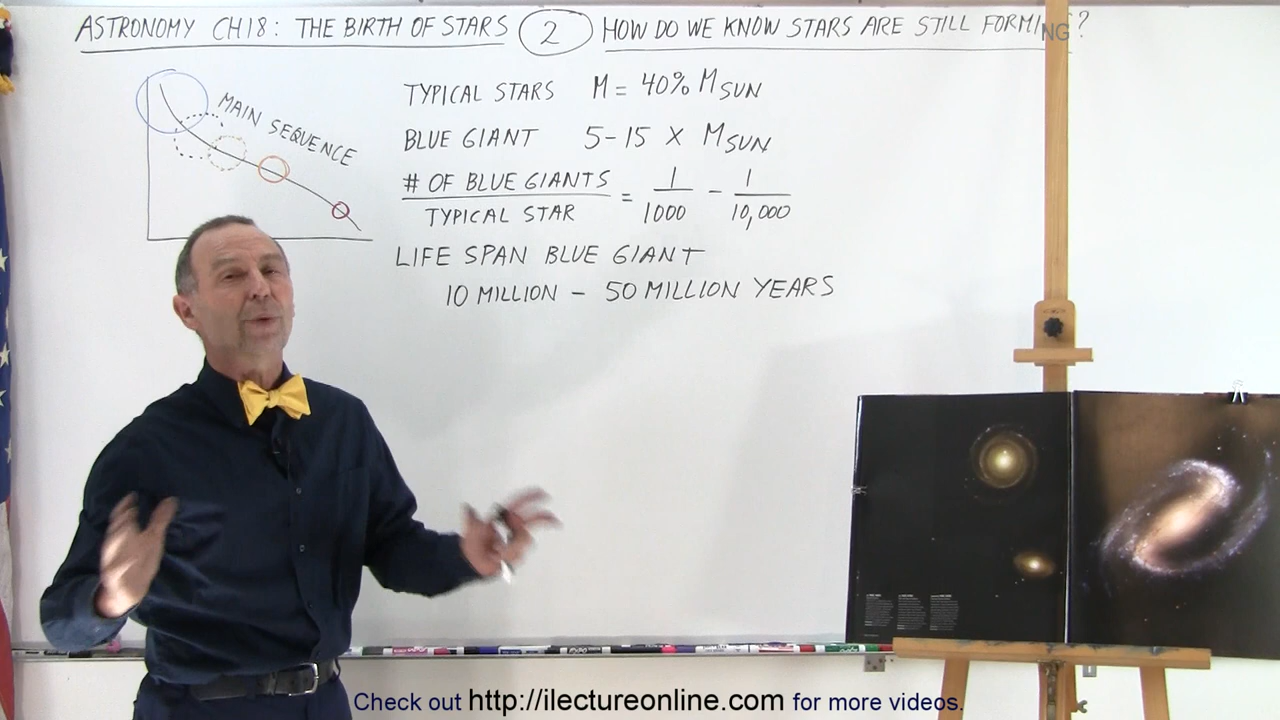 ASTRONOMY CH18: THE BIRTH OF STARS 2 HOW DO WE KNOW STARS ARE STILL FORMING?
MAIN SEQUENCE
TYPICAL STARS M = 40% MSUN
BLUE GIANT 5-15 X MSUN
# OF BLUE GIANTS
TYPICAL STAR
= 1/1000 - 1/10,000
LIFE SPAN BLUE GIANT
10 MILLION - 50 MILLION YEARS
EXPO
Check out http://ilectureonline.com for more videos.